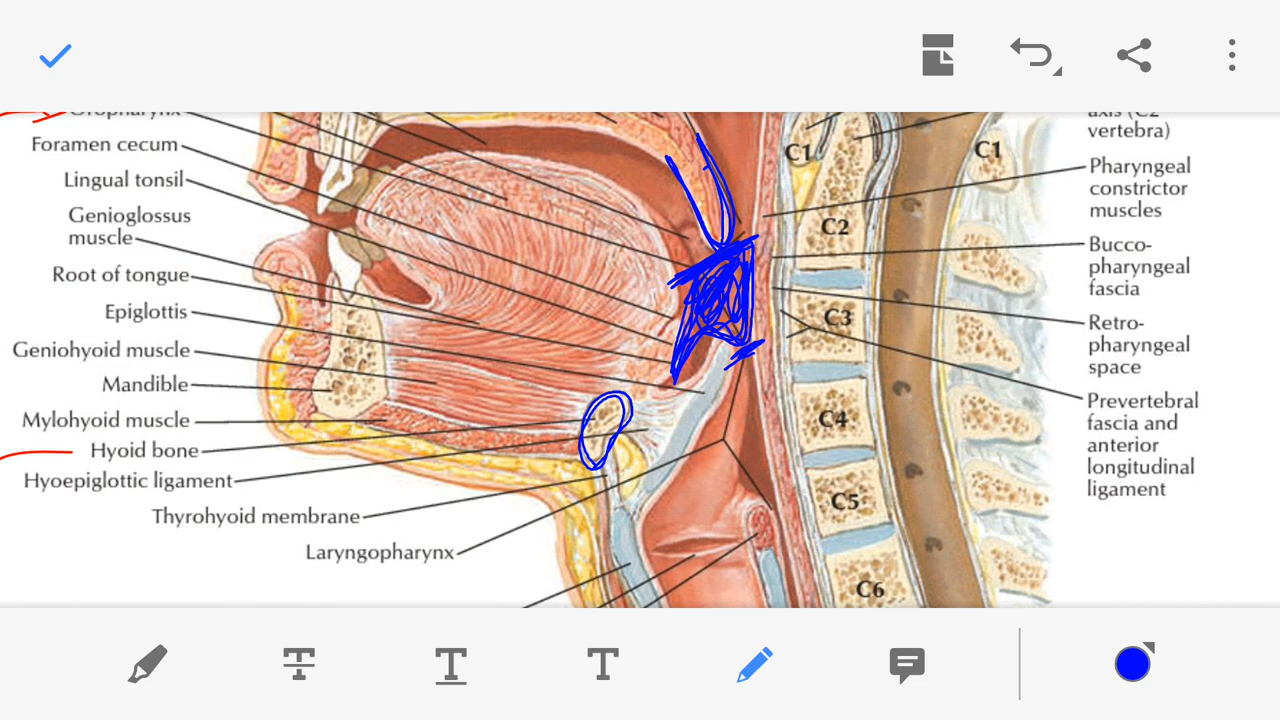 Oropharynx
Foramen cecum
Lingual tonsil
Genioglossus
muscle
Root of tongue
Epiglottis
Geniohyoid muscle
Mandible
Mylohyoid muscle
Hyoid bone
Hyoepiglottic ligament
Thyrohyoid membrane
Laryngopharynx
C1
C2
C3
C4
C5
C6
C1
axis (C2
vertebra)
Pharyngeal
constrictor
muscles
Bucco-
pharyngeal
fascia
Retro-
pharyngeal
space
Prevertebral
fascia and
anterior
longitudinal
ligament
T
T
T